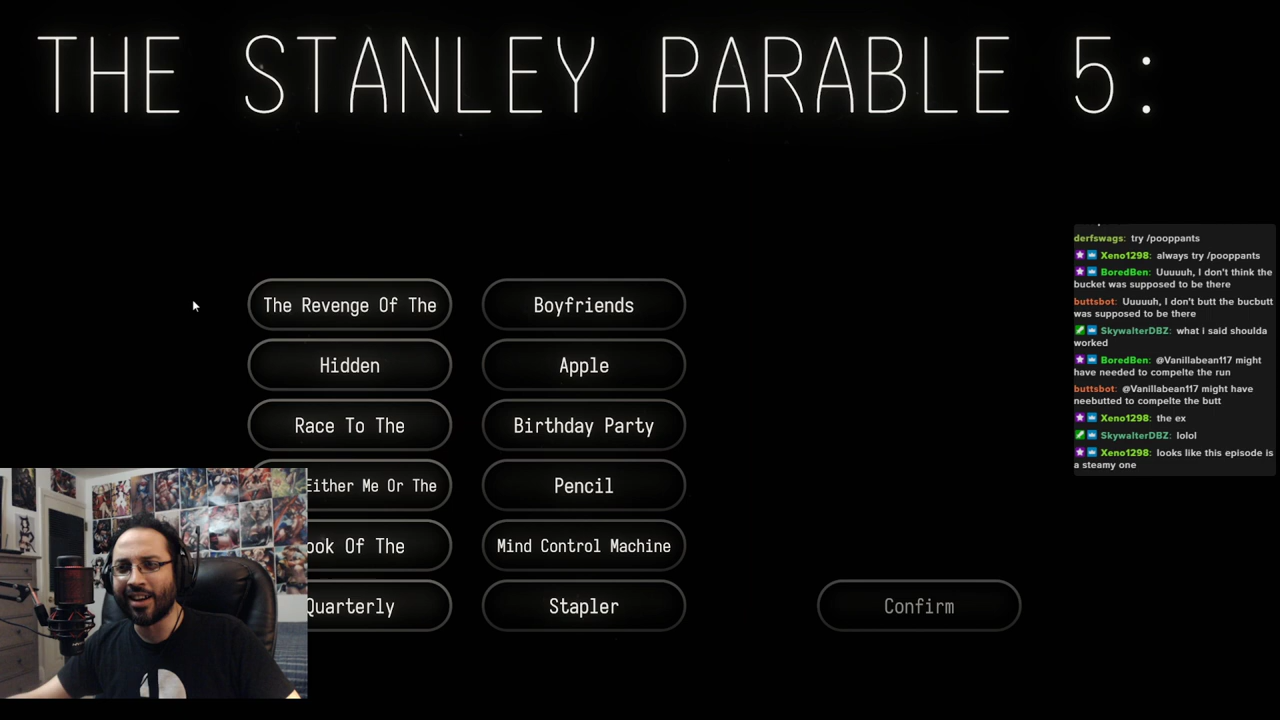 THE STANLEY PARABLE 5:
The Revenge Of The
Boyfriends
Hidden
Apple
Race To The
Birthday Party
Either Me Or The
Pencil
ook Of The
Mind Control Machine
Quarterly
Stapler
Confirm
derfswags: try /pooppants
Xeno1298: always try /pooppants
BoredBen: Uuuuuh, I don't think the
bucket was supposed to be there
buttsbot: Uuuuuh, I don't butt the bucbutt
was supposed to be there
SkywalterDBZ: what i said shoulda
worked
BoredBen: @Vanillabean117 might
have needed to compelte the run
buttsbot: @Vanillabean117 might have
neebutted to compelte the butt
Xeno1298: the ex
SkywalterDBZ: lolol
Xeno1298: looks like this episode is
a steamy one